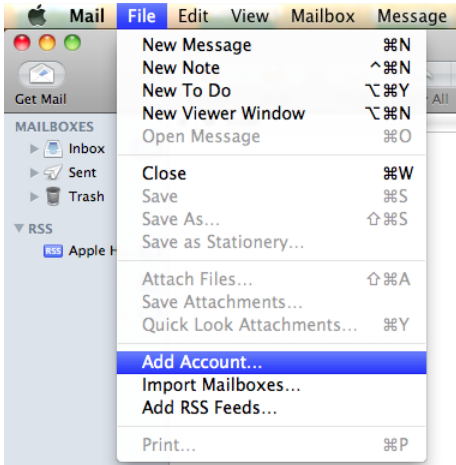 Mail File Edit View Mailbox Message
New Message ⌘N
New Note ^⌘N
New To Do ⌥⌘Y
New Viewer Window ⌥⌘N
Open Message ⌘O
Close ⌘W
Save ⌘S
Save As... ⇧⌘S
Save as Stationery...
Attach Files... ⇧⌘A
Save Attachments...
Quick Look Attachments... ⌘Y
Add Account...
Import Mailboxes...
Add RSS Feeds...
Print... ⌘P
Get Mail
All
MAILBOXES
Inbox
Sent
Trash
RSS
RSS Apple H